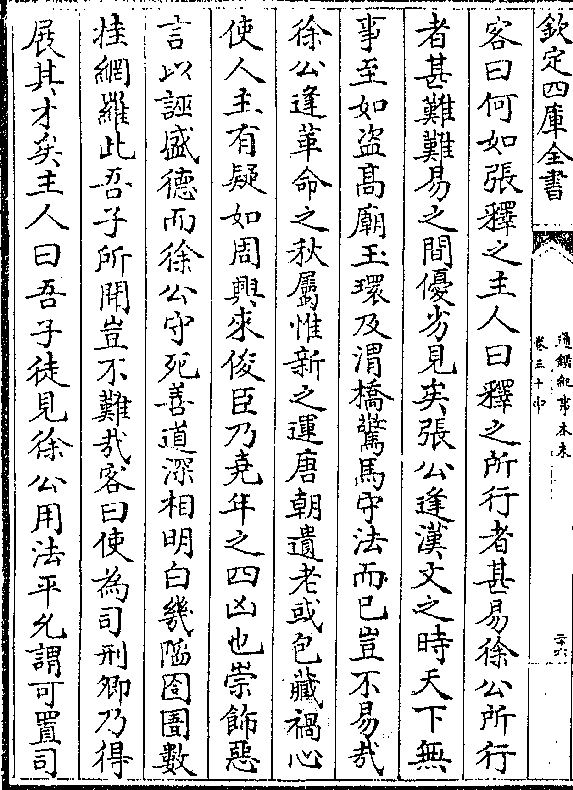 欽定四庫全書
通鑑紀事本末
卷三十中
二十六
客曰何如張釋之主人曰釋之所行者甚易徐公所行
者甚難難易之間優劣見矣張公逢漢文之時天下無
事至如盜高廟玉環及渭橋驚馬守法而已豈不易哉
徐公逢革命之秋屬惟新之運唐朝遺老或包藏禍心
使人主有疑如周興來俊臣乃堯年之四凶也崇飾惡
言以誣盛德而徐公守死善道深相明白幾陷囹圄數
挂網羅此吾子所聞豈不難哉客曰使為司刑卿乃得
展其才矣主人曰吾子徒見徐公用法平允謂可置司